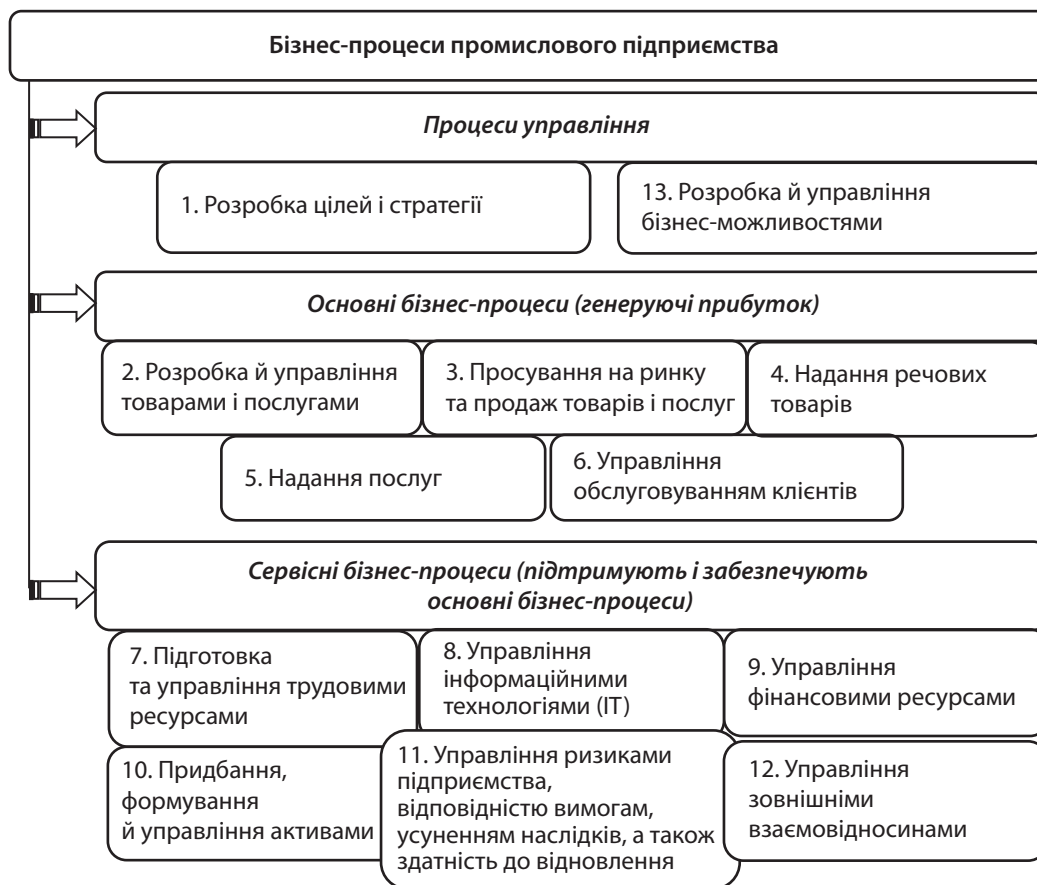 Бізнес-процеси промислового підприємства
Процеси управління
1. Розробка цілей і стратегії
13. Розробка й управління
бізнес-можливостями
Основні бізнес-процеси (генеруючі прибуток)
2. Розробка й управління
товарами і послугами
3. Просування на ринку
та продаж товарів і послуг
4. Надання речових
товарів
5. Надання послуг
6. Управління
обслуговуванням клієнтів
Сервісні бізнес-процеси (підтримують і забезпечують
основні бізнес-процеси)
7. Підготовка
та управління трудовими
ресурсами
8. Управління
інформаційними
технологіями (ІТ)
9. Управління
фінансовими ресурсами
10. Придбання,
формування
й управління активами
11. Управління ризиками
підприємства,
відповідністю вимогам,
усуненням наслідків, а також
здатність до відновлення
12. Управління
зовнішніми
взаємовідносинами